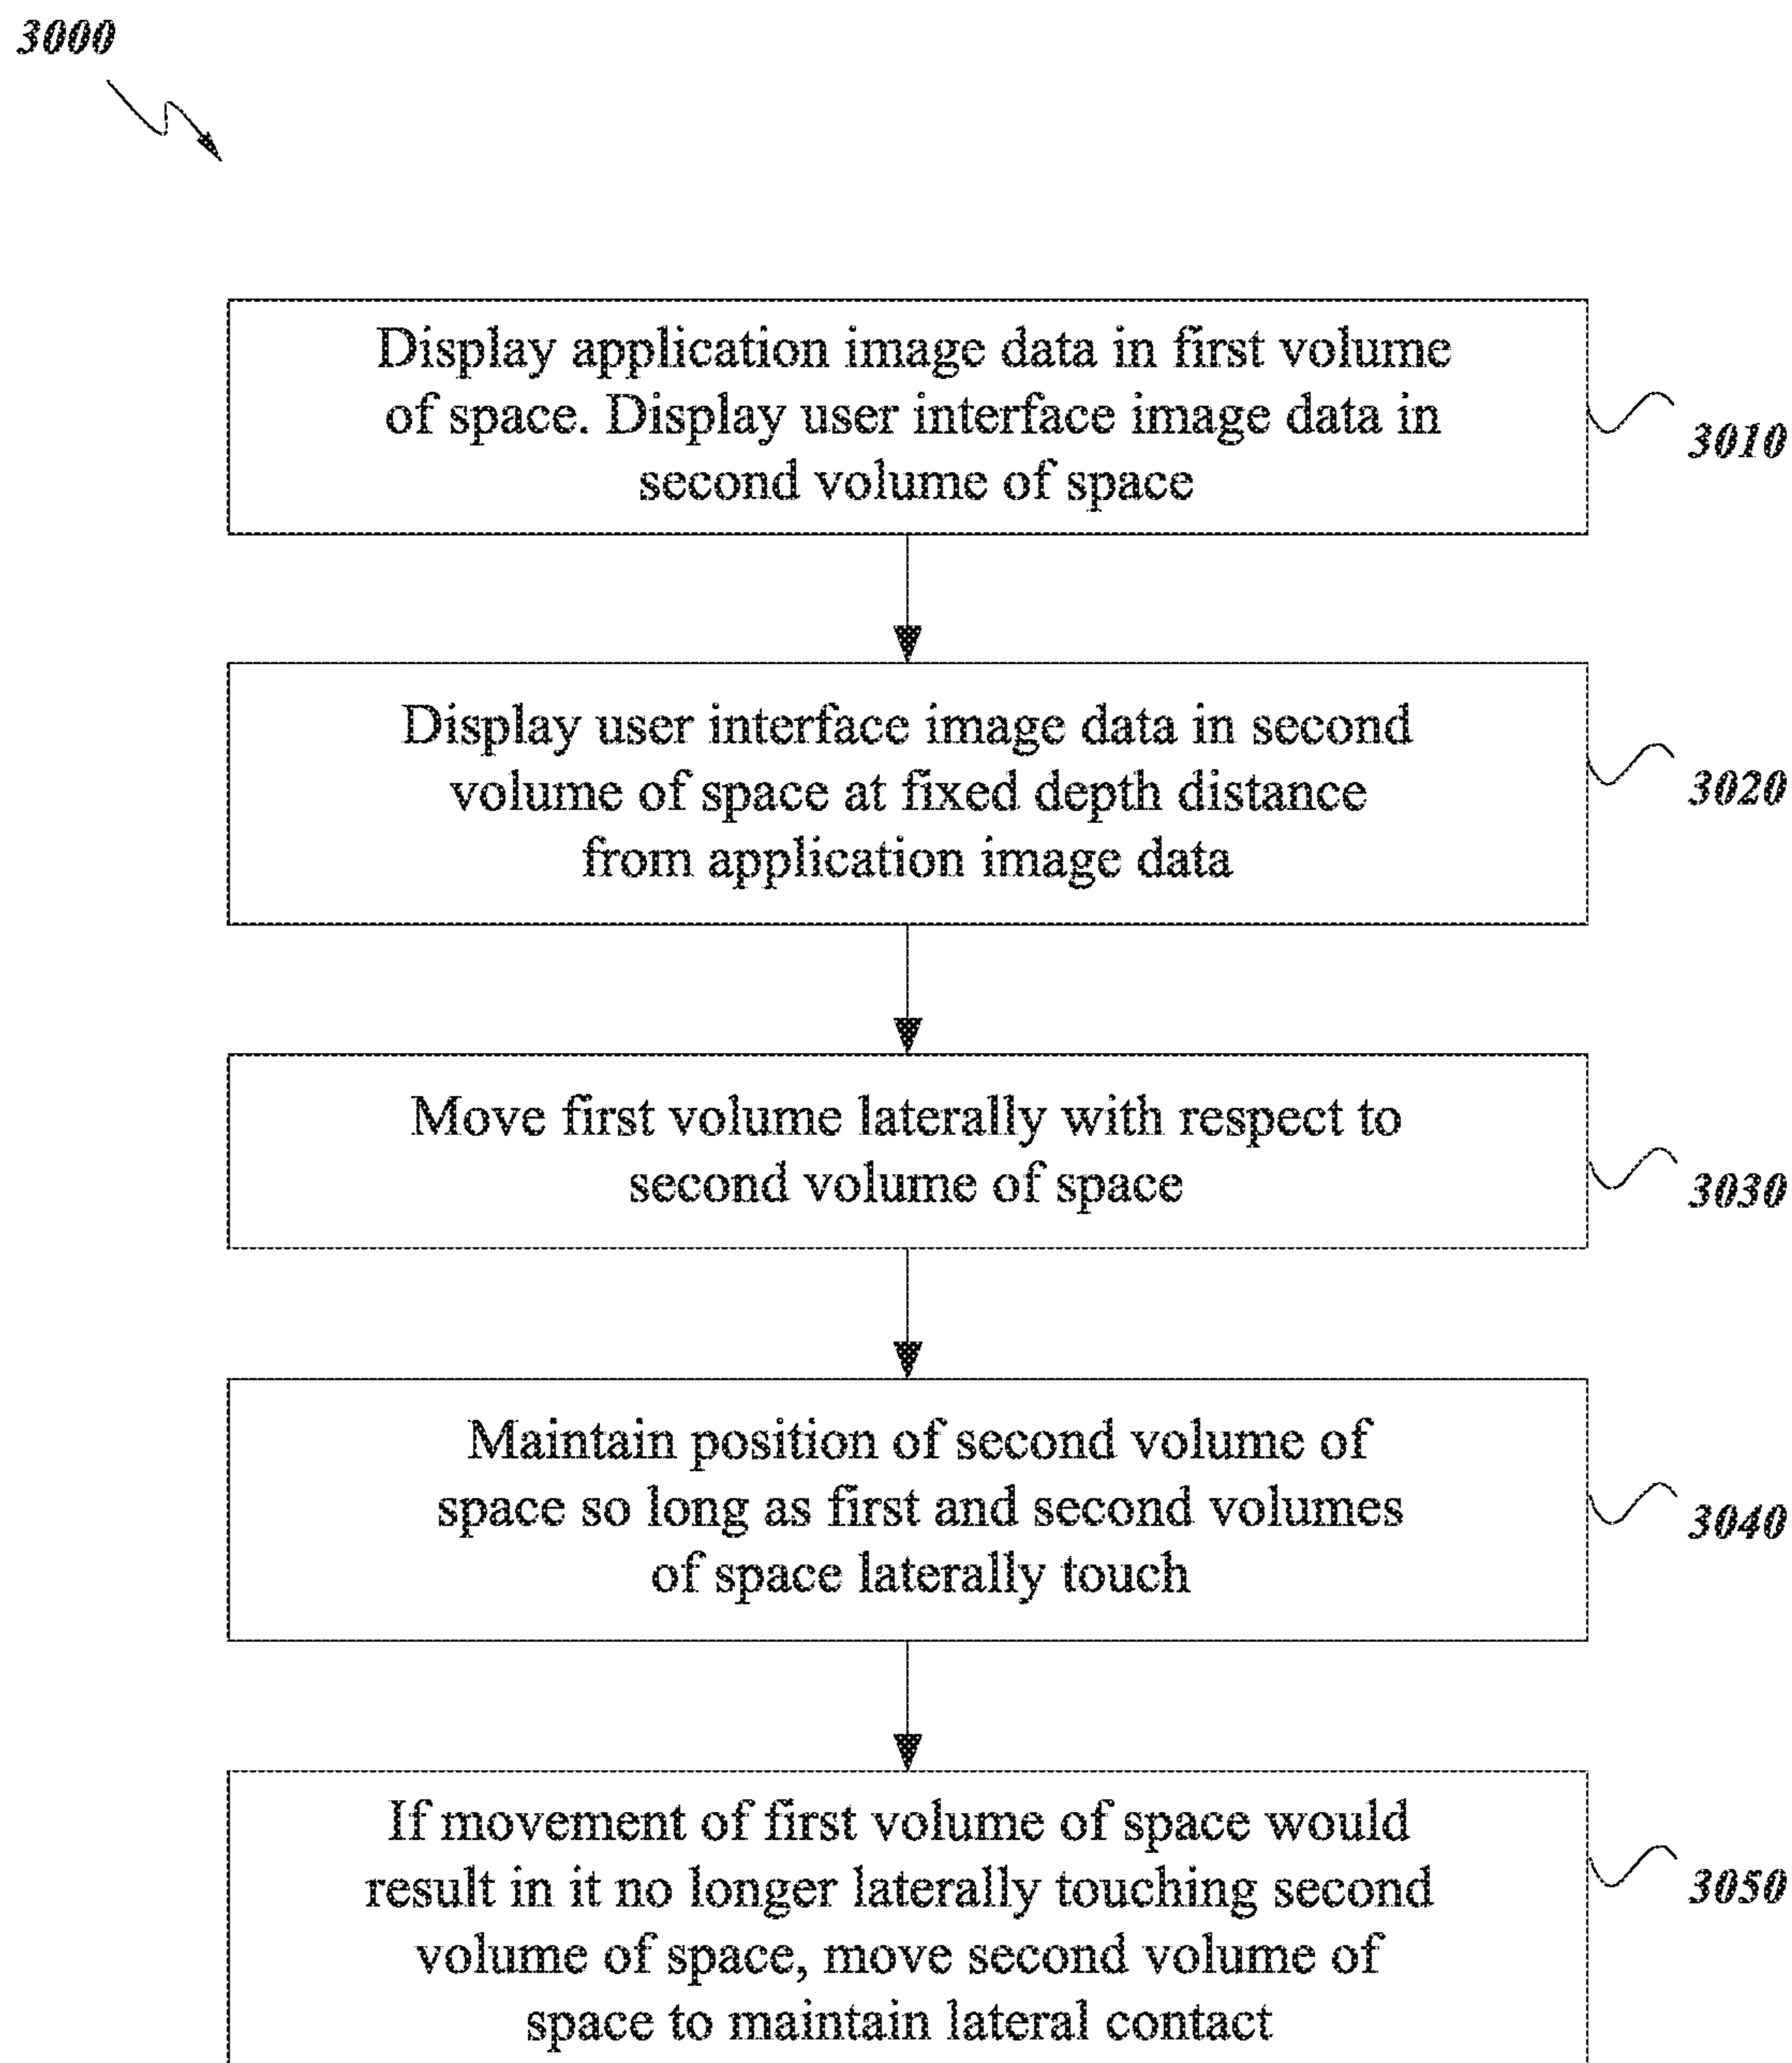 3000
Display application image data in first volume
of space. Display user interface image data in
second volume of space
3010
Display user interface image data in second
volume of space at fixed depth distance
from application image data
3020
Move first volume laterally with respect to
second volume of space
3030
Maintain position of second volume of
space so long as first and second volumes
of space laterally touch
3040
If movement of first volume of space would
result in it no longer laterally touching second
volume of space, move second volume of
space to maintain lateral contact
3050